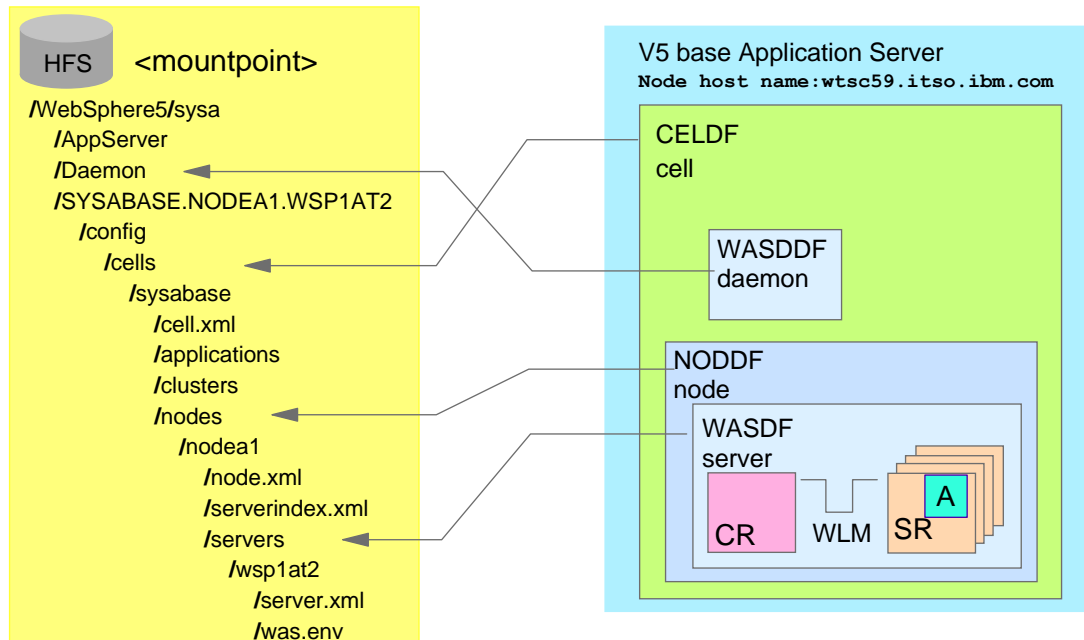 HFS
<mountpoint>
/WebSphere5/sysa
/AppServer
/Daemon
/SYSABASE.NODEA1.WSP1AT2
/config
/cells
/sysabase
/cell.xml
/applications
/clusters
/nodes
/nodea1
/node.xml
/serverindex.xml
/servers
/wsp1at2
/server.xml
/was.env
V5 base Application Server
Node host name:wtsc59.itso.ibm.com
CELDF
cell
WASDDF
daemon
NODDF
node
WASDF
server
CR
WLM
SR
A